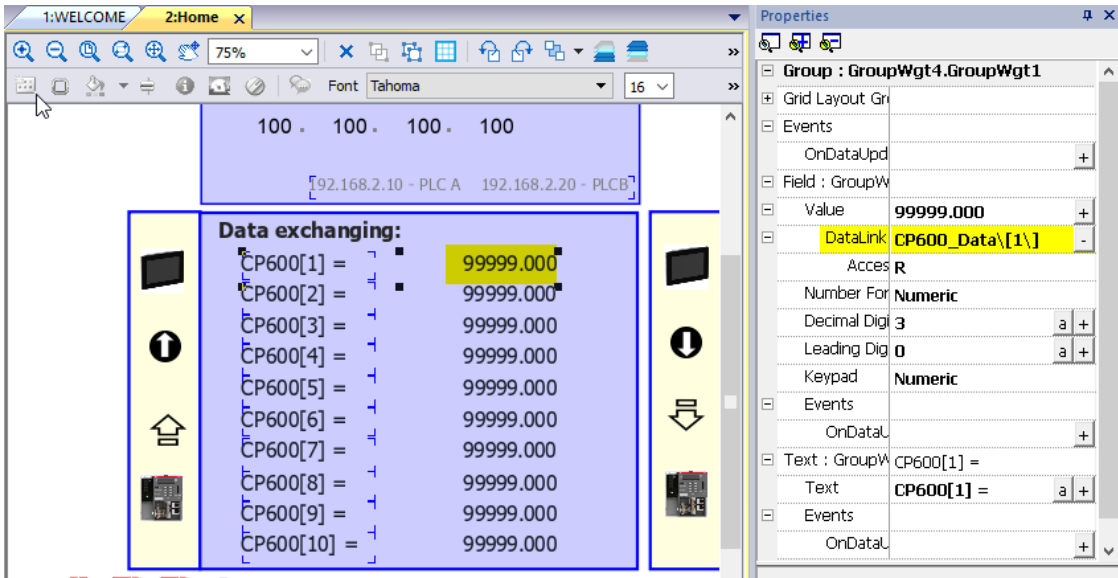 1:WELCOME 2:Home
75%
Font Tahoma 16
100 . 100 . 100 . 100
192.168.2.10 - PLC A 192.168.2.20 - PLCB
Data exchanging:
CP600[1] = 99999.000
CP600[2] = 99999.000
CP600[3] = 99999.000
CP600[4] = 99999.000
CP600[5] = 99999.000
CP600[6] = 99999.000
CP600[7] = 99999.000
CP600[8] = 99999.000
CP600[9] = 99999.000
CP600[10] = 99999.000
Properties
Group : GroupWgt4.GroupWgt1
Grid Layout Gr
Events
OnDataUpd +
Field : GroupW
Value 99999.000 +
DataLink CP600_Data\[1\] -
Acces R
Number For Numeric
Decimal Digi 3 a +
Leading Dig 0 a +
Keypad Numeric
Events
OnDataU +
Text : GroupW CP600[1] =
Text CP600[1] = a +
Events
OnDataU +